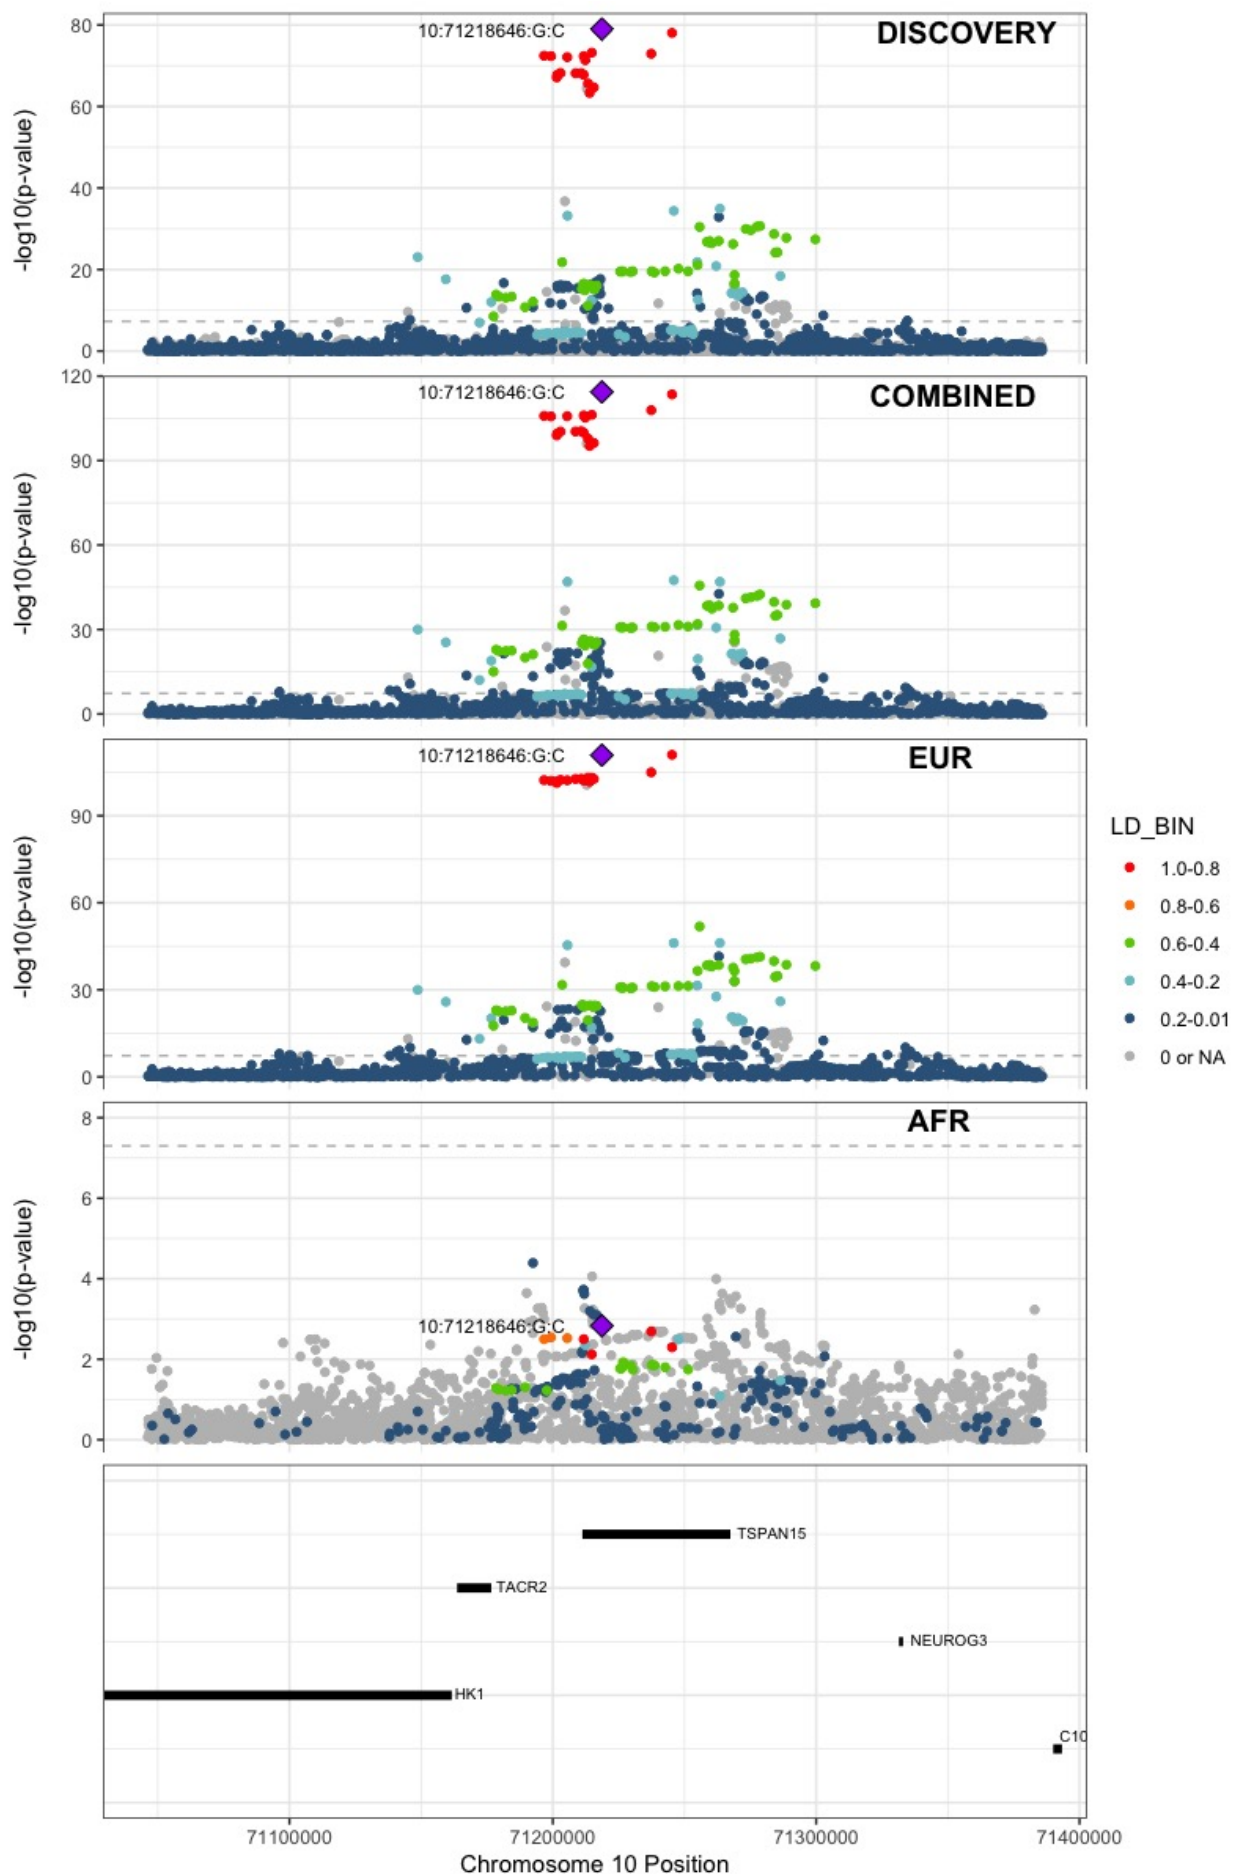 80
10:71218646:G:C
DISCOVERY
60
-log10(p-value)
40
20
0
120
10:71218646:G:C
COMBINED
90
-log10(p-value)
60
30
0
10:71218646:G:C
EUR
90
-log10(p-value)
60
30
0
LD_BIN
1.0-0.8
0.8-0.6
0.6-0.4
0.4-0.2
0.2-0.01
0 or NA
8
AFR
6
-log10(p-value)
4
10:71218646:G:C
2
0
TSPAN15
TACR2
NEUROG3
HK1
C10
71100000 71200000 71300000 71400000
Chromosome 10 Position